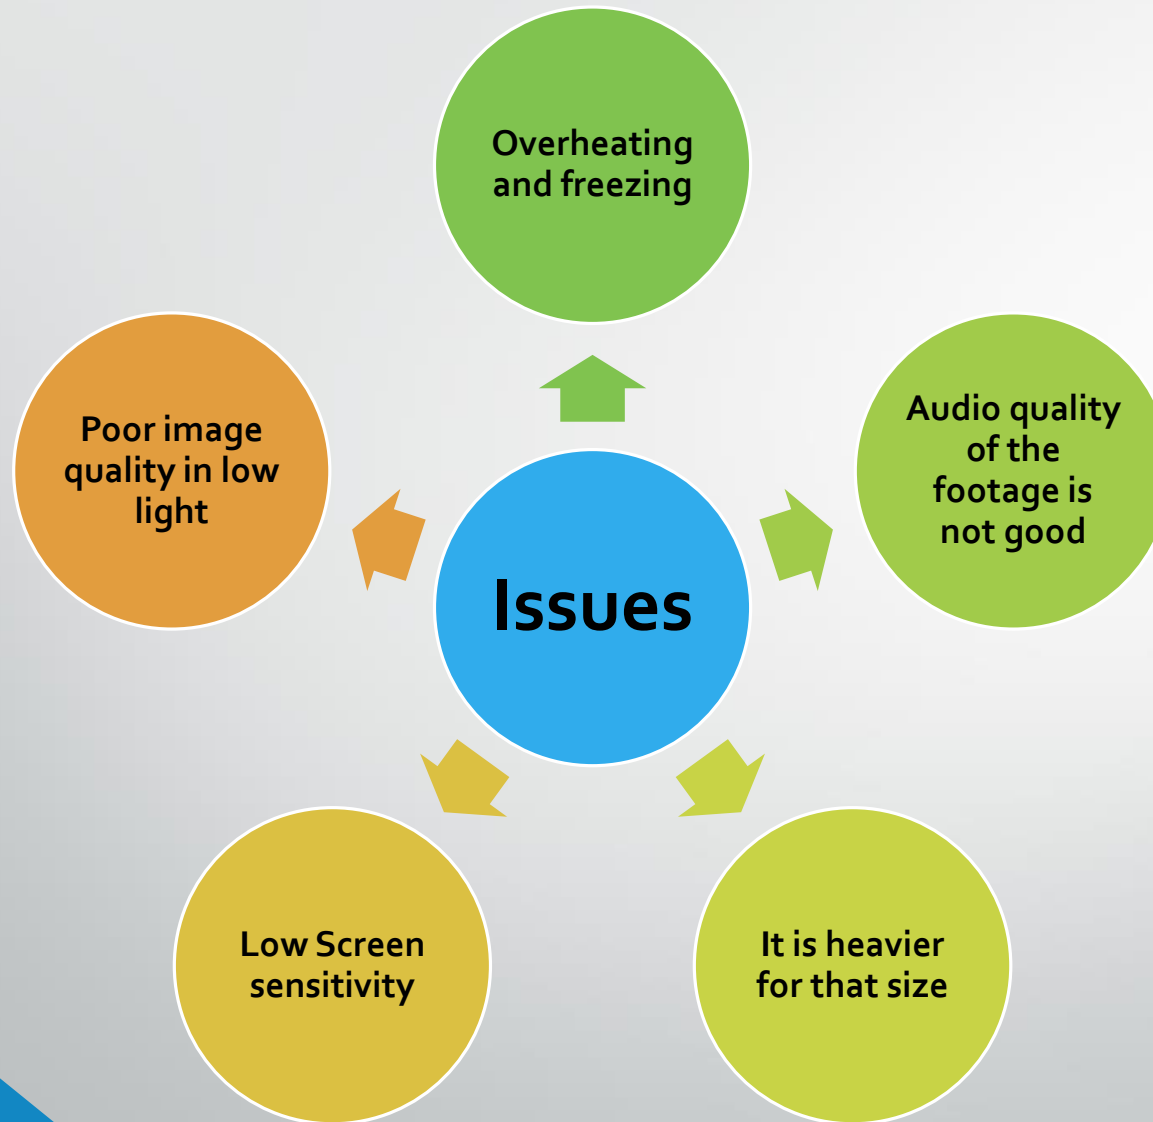 Overheating
and freezing
Poor image
quality in low
light
Audio quality
of the
footage is
not good
Issues
Low Screen
sensitivity
It is heavier
for that size